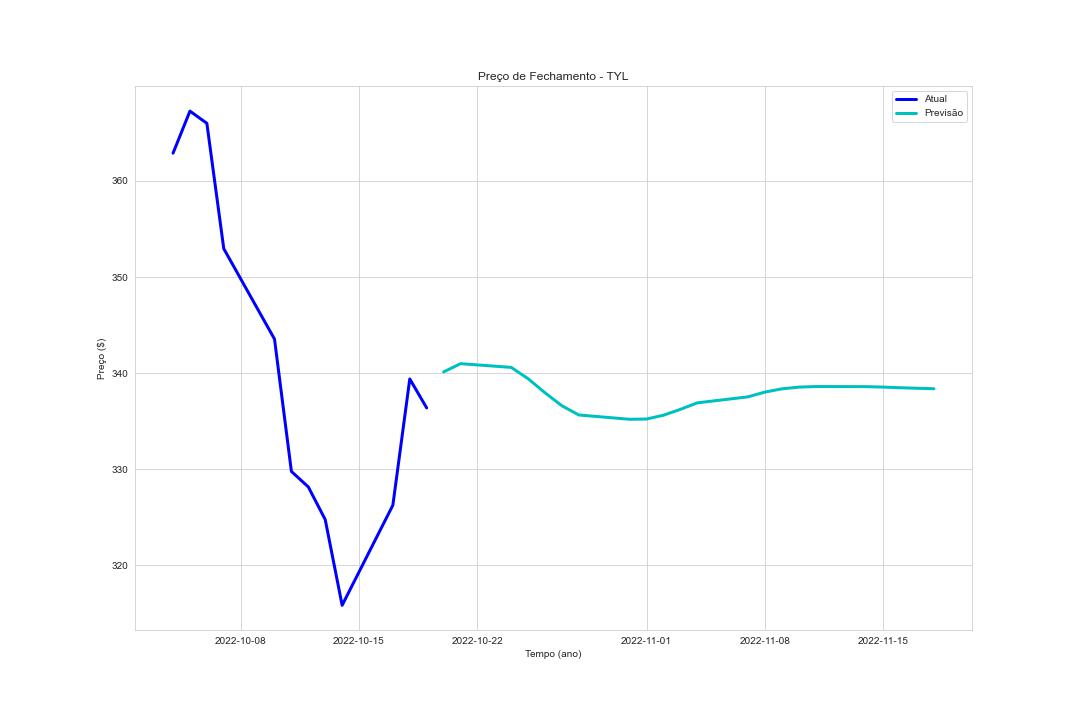 Preço de Fechamento - TYL
Atual
Previsão
Preço ($)
360
350
340
330
320
2022-10-08
2022-10-15
2022-10-22
2022-11-01
2022-11-08
2022-11-15
Tempo (ano)